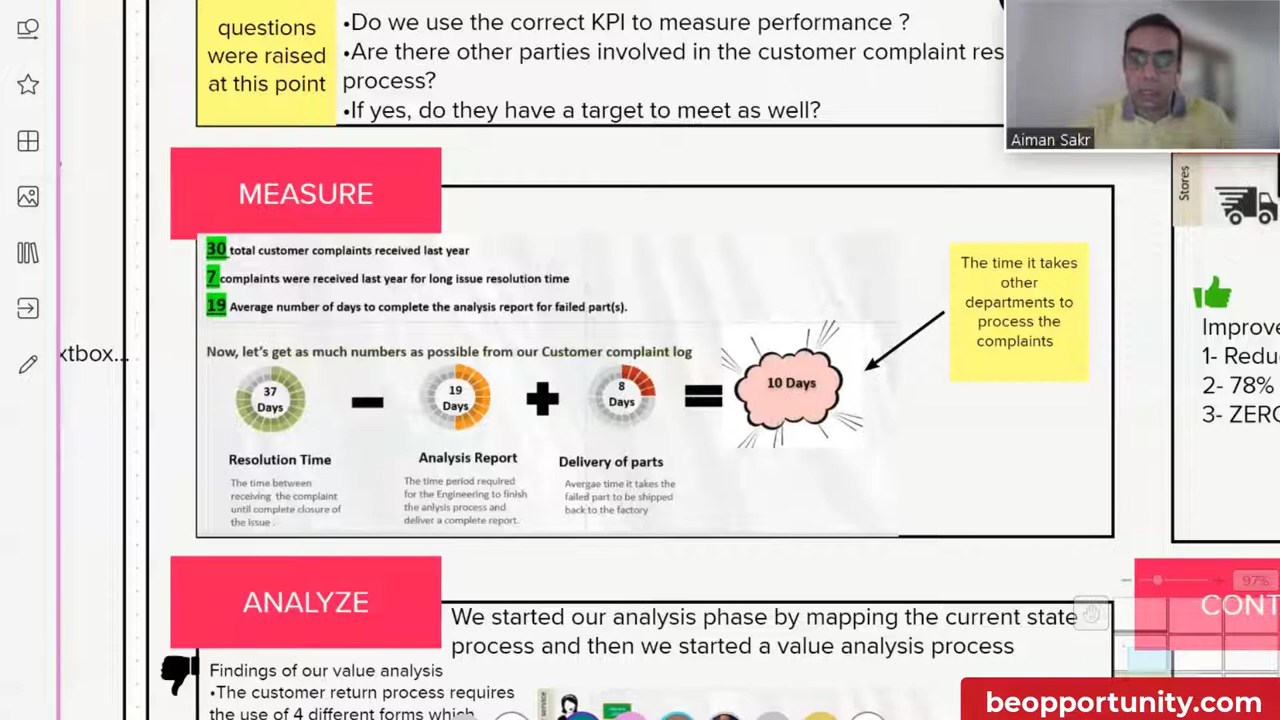 questions
were raised
at this point
•Do we use the correct KPI to measure performance ?
•Are there other parties involved in the customer complaint res
process?
•If yes, do they have a target to meet as well?
Aiman Sakr
MEASURE
30 total customer complaints received last year
7 complaints were received last year for long issue resolution time
19 Average number of days to complete the analysis report for failed part(s).
Now, let's get as much numbers as possible from our Customer complaint log
37
Days
19
Days
8
Days
10 Days
Resolution Time
The time between
receiving the complaint
until complete closure of
the issue .
Analysis Report
The time period required
for the Engineering to finish
the anlysis process and
deliver a complete report.
Delivery of parts
Avergae time it takes the
failed part to be shipped
back to the factory
The time it takes
other
departments to
process the
complaints
Stores
Improve
1- Redu
2- 78%
3- ZERO
xtbox...
ANALYZE
We started our analysis phase by mapping the current state
process and then we started a value analysis process
Findings of our value analysis
•The customer return process requires
the use of 4 different forms which
service
97%
CONT
beopportunity.com